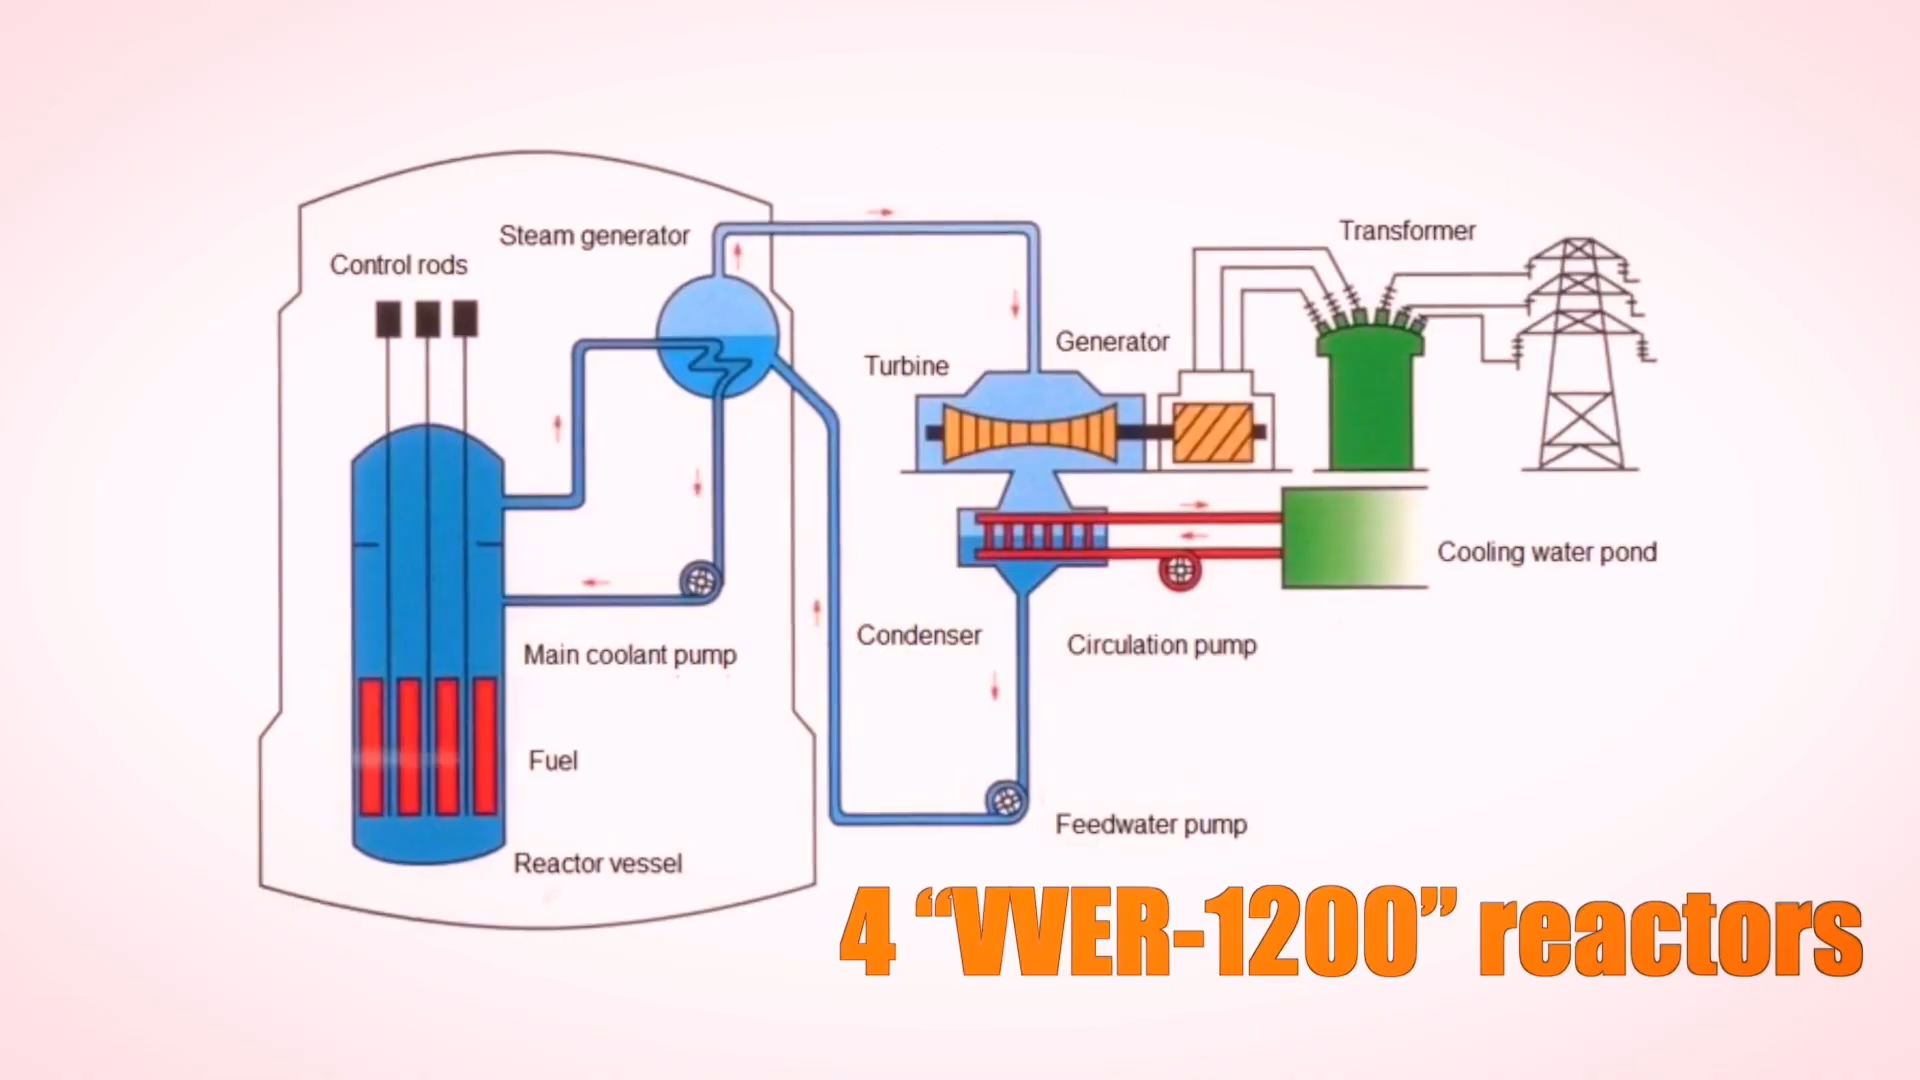 Steam generator
Control rods
Transformer
Generator
Turbine
Cooling water pond
Condenser
Circulation pump
Main coolant pump
Fuel
Feedwater pump
Reactor vessel
4 “VVER-1200” reactors